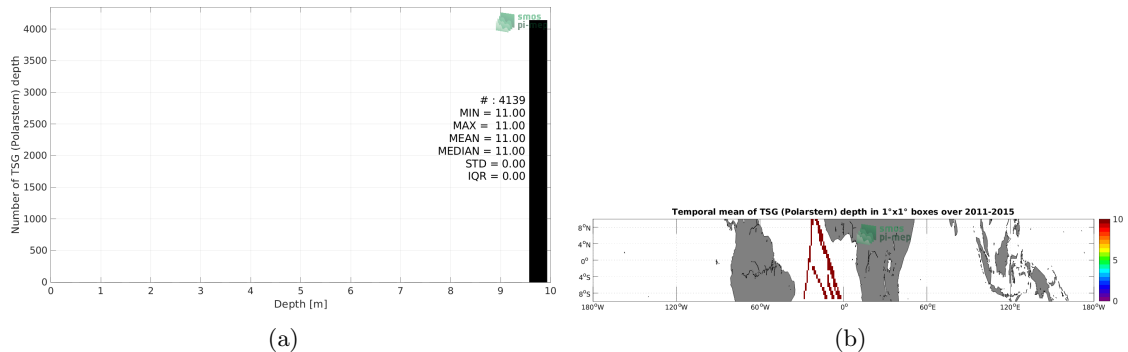 smos
pi-mep
Number of TSG (Polarstern) depth
4000
3500
3000
2500
2000
1500
1000
500
0
# : 4139
MIN = 11.00
MAX = 11.00
MEAN = 11.00
MEDIAN = 11.00
STD = 0.00
IQR = 0.00
0 1 2 3 4 5 6 7 8 9 10
Depth [m]
(a)
Temporal mean of TSG (Polarstern) depth in 1°x1° boxes over 2011-2015
smos
pi-mep
8°N
4°N
0°
4°S
8°S
180°W 120°W 60°W 0° 60°E 120°E 180°W
10
5
0
(b)